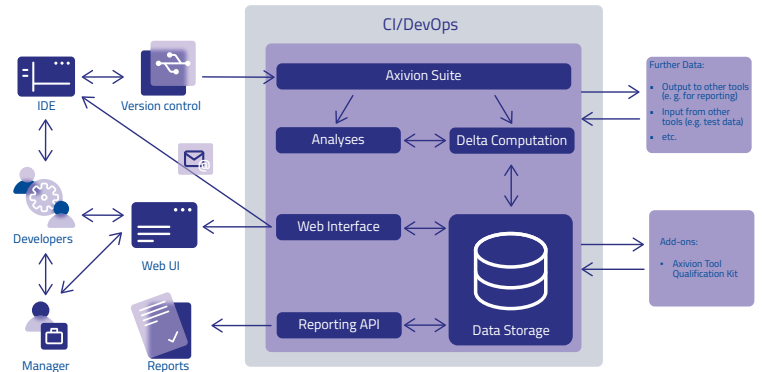 CI/DevOps
Axivion Suite
IDE
Version control
Analyses
Delta Computation
Further Data:
▪ Output to other tools
(e. g. for reporting)
▪ Input from other
tools (e.g. test data)
▪ etc.
@
Developers
Web UI
Web Interface
Add-ons:
▪ Axivion Tool
Qualification Kit
Manager
Reports
Reporting API
Data Storage